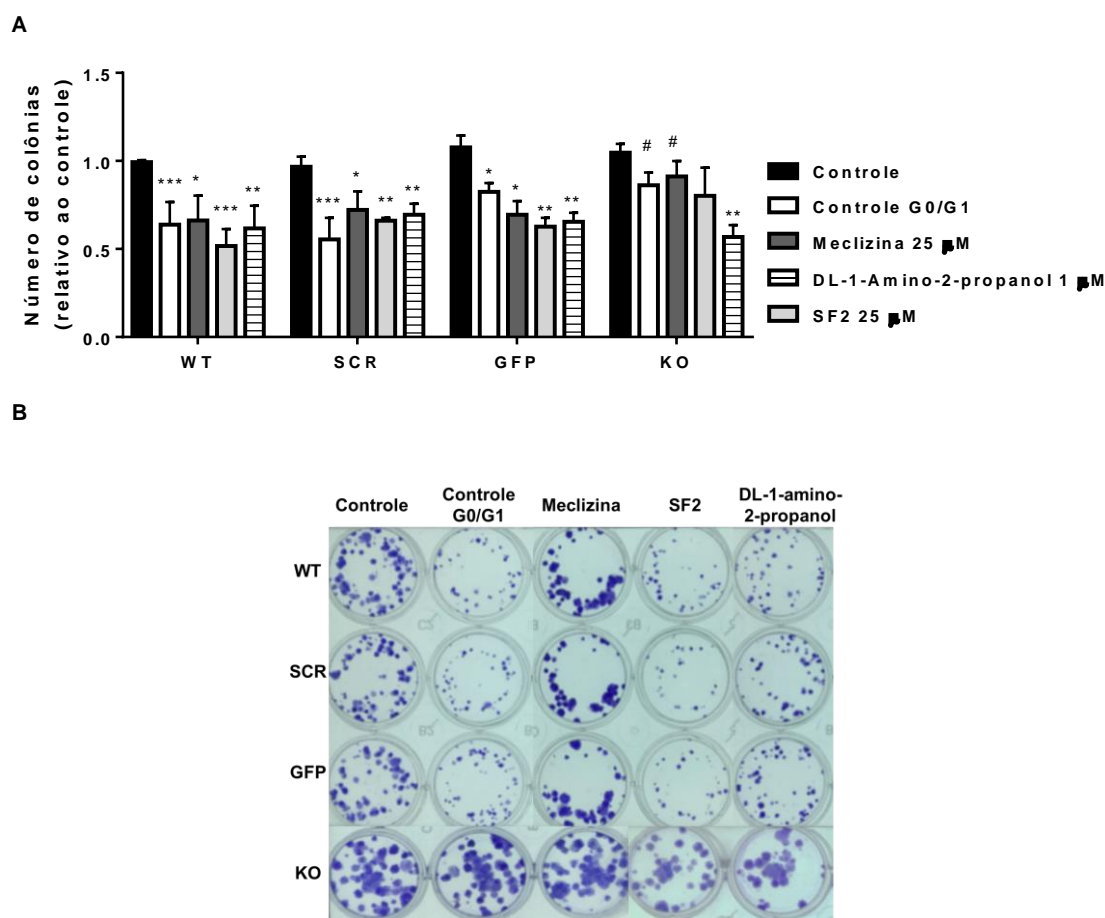 A
Número de colônias
(relativo ao controle)
1.5
1.0
0.5
0.0
*** * *** **
*** * ** **
* * ** **
# # **
WT SCR GFP KO
Controle
Controle G0/G1
Meclizina 25 µM
DL-1-Amino-2-propanol 1 µM
SF2 25 µM
B
Controle Controle G0/G1 Meclizina SF2 DL-1-amino-2-propanol
WT
SCR
GFP
KO